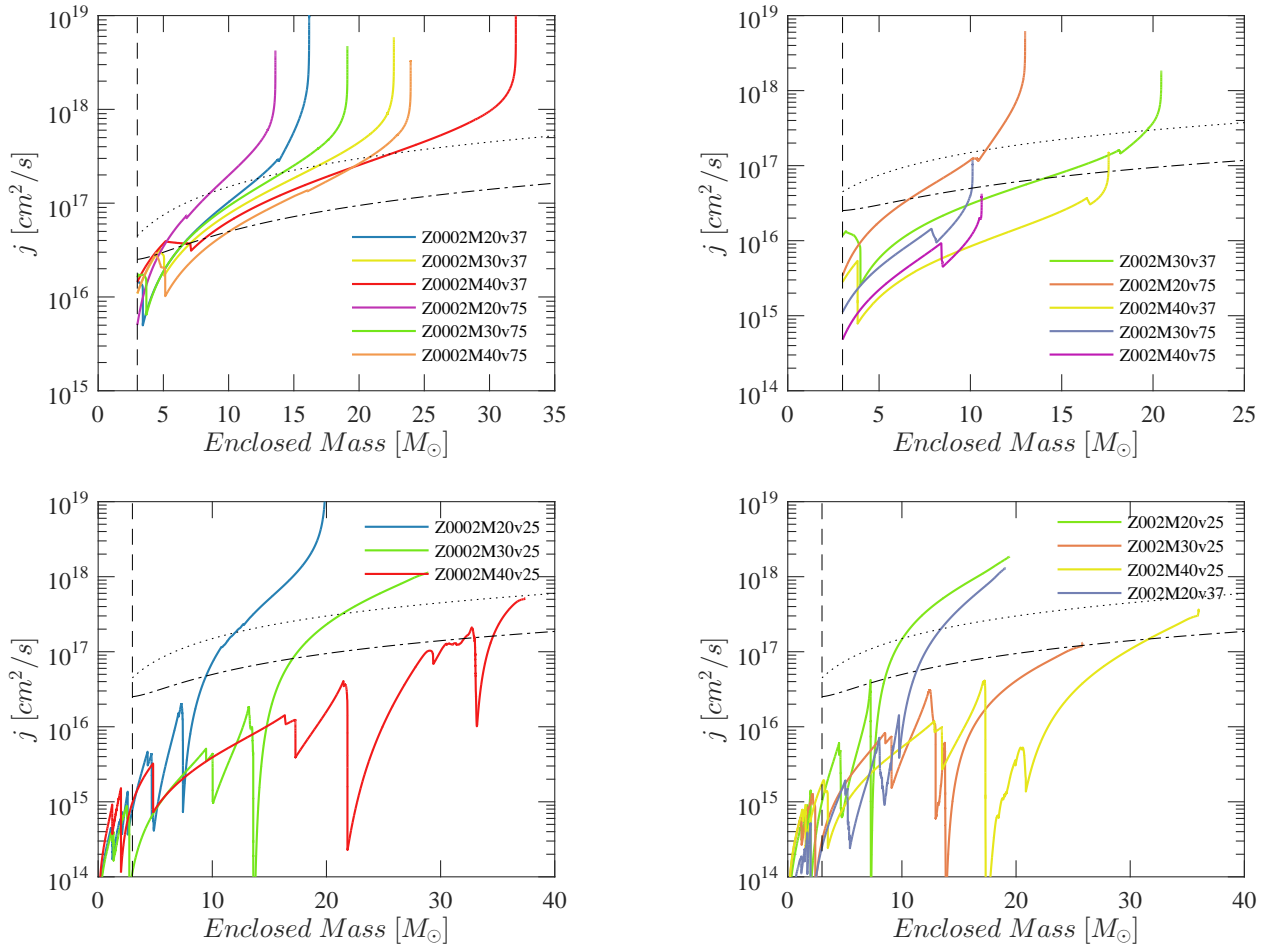 10^19
10^18
10^17
10^16
10^15
j [cm^2/s]
0 5 10 15 20 25 30 35
Enclosed Mass [M_⊙]
Z0002M20v37
Z0002M30v37
Z0002M40v37
Z0002M20v75
Z0002M30v75
Z0002M40v75
10^19
10^18
10^17
10^16
10^15
10^14
j [cm^2/s]
0 5 10 15 20 25
Enclosed Mass [M_⊙]
Z002M30v37
Z002M20v75
Z002M40v37
Z002M30v75
Z002M40v75
10^19
10^18
10^17
10^16
10^15
10^14
j [cm^2/s]
0 10 20 30 40
Enclosed Mass [M_⊙]
Z0002M20v25
Z0002M30v25
Z0002M40v25
10^19
10^18
10^17
10^16
10^15
10^14
j [cm^2/s]
0 10 20 30 40
Enclosed Mass [M_⊙]
Z002M20v25
Z002M30v25
Z002M40v25
Z002M20v37